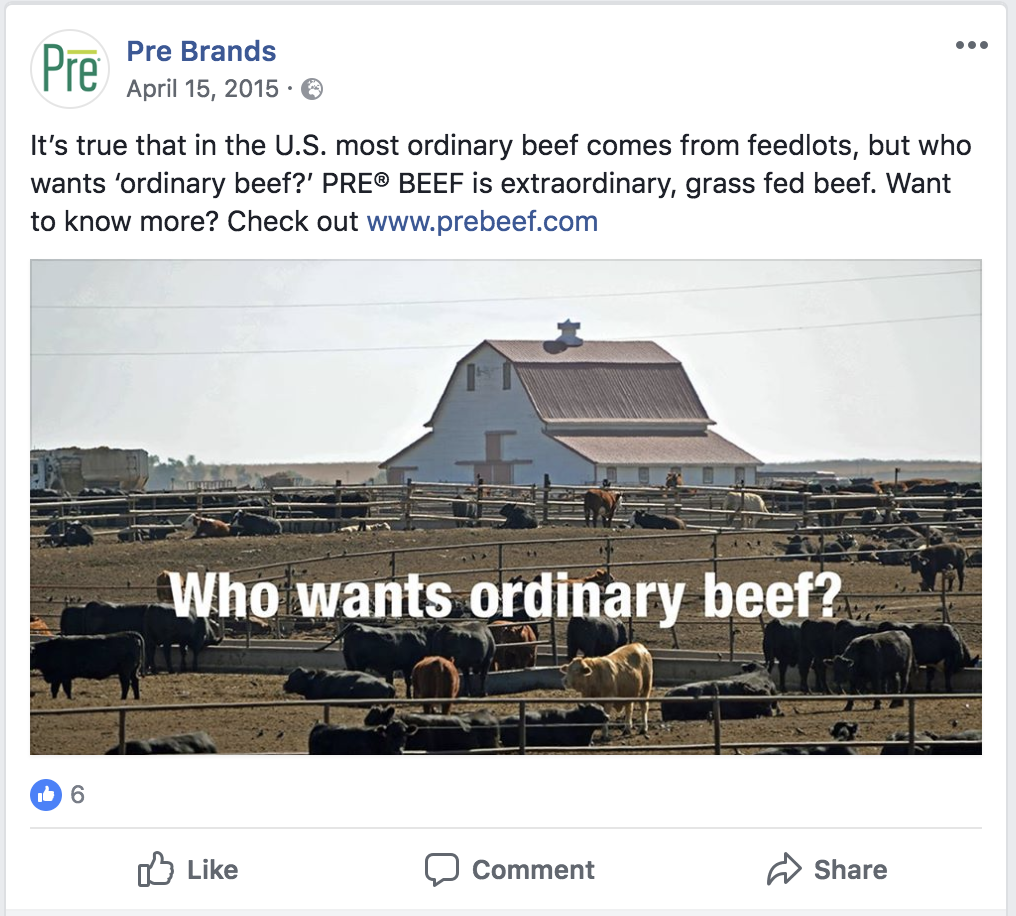 Pre
Pre Brands
April 15, 2015 ·
It’s true that in the U.S. most ordinary beef comes from feedlots, but who
wants ‘ordinary beef?’ PRE® BEEF is extraordinary, grass fed beef. Want
to know more? Check out www.prebeef.com
Who wants ordinary beef?
6
Like
Comment
Share